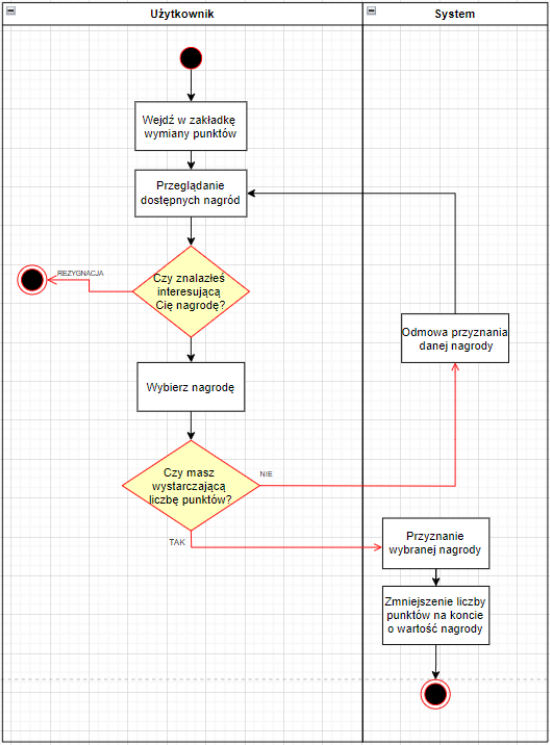 Użytkownik
System
Wejdź w zakładkę
wymiany punktów
Przeglądanie
dostępnych nagród
Czy znalazłeś
interesującą
Cię nagrodę?
REZYGNACJA
Odmowa przyznania
danej nagrody
Wybierz nagrodę
Czy masz
wystarczającą
liczbę punktów?
NIE
TAK
Przyznanie
wybranej nagrody
Zmniejszenie liczby
punktów na koncie
o wartość nagrody